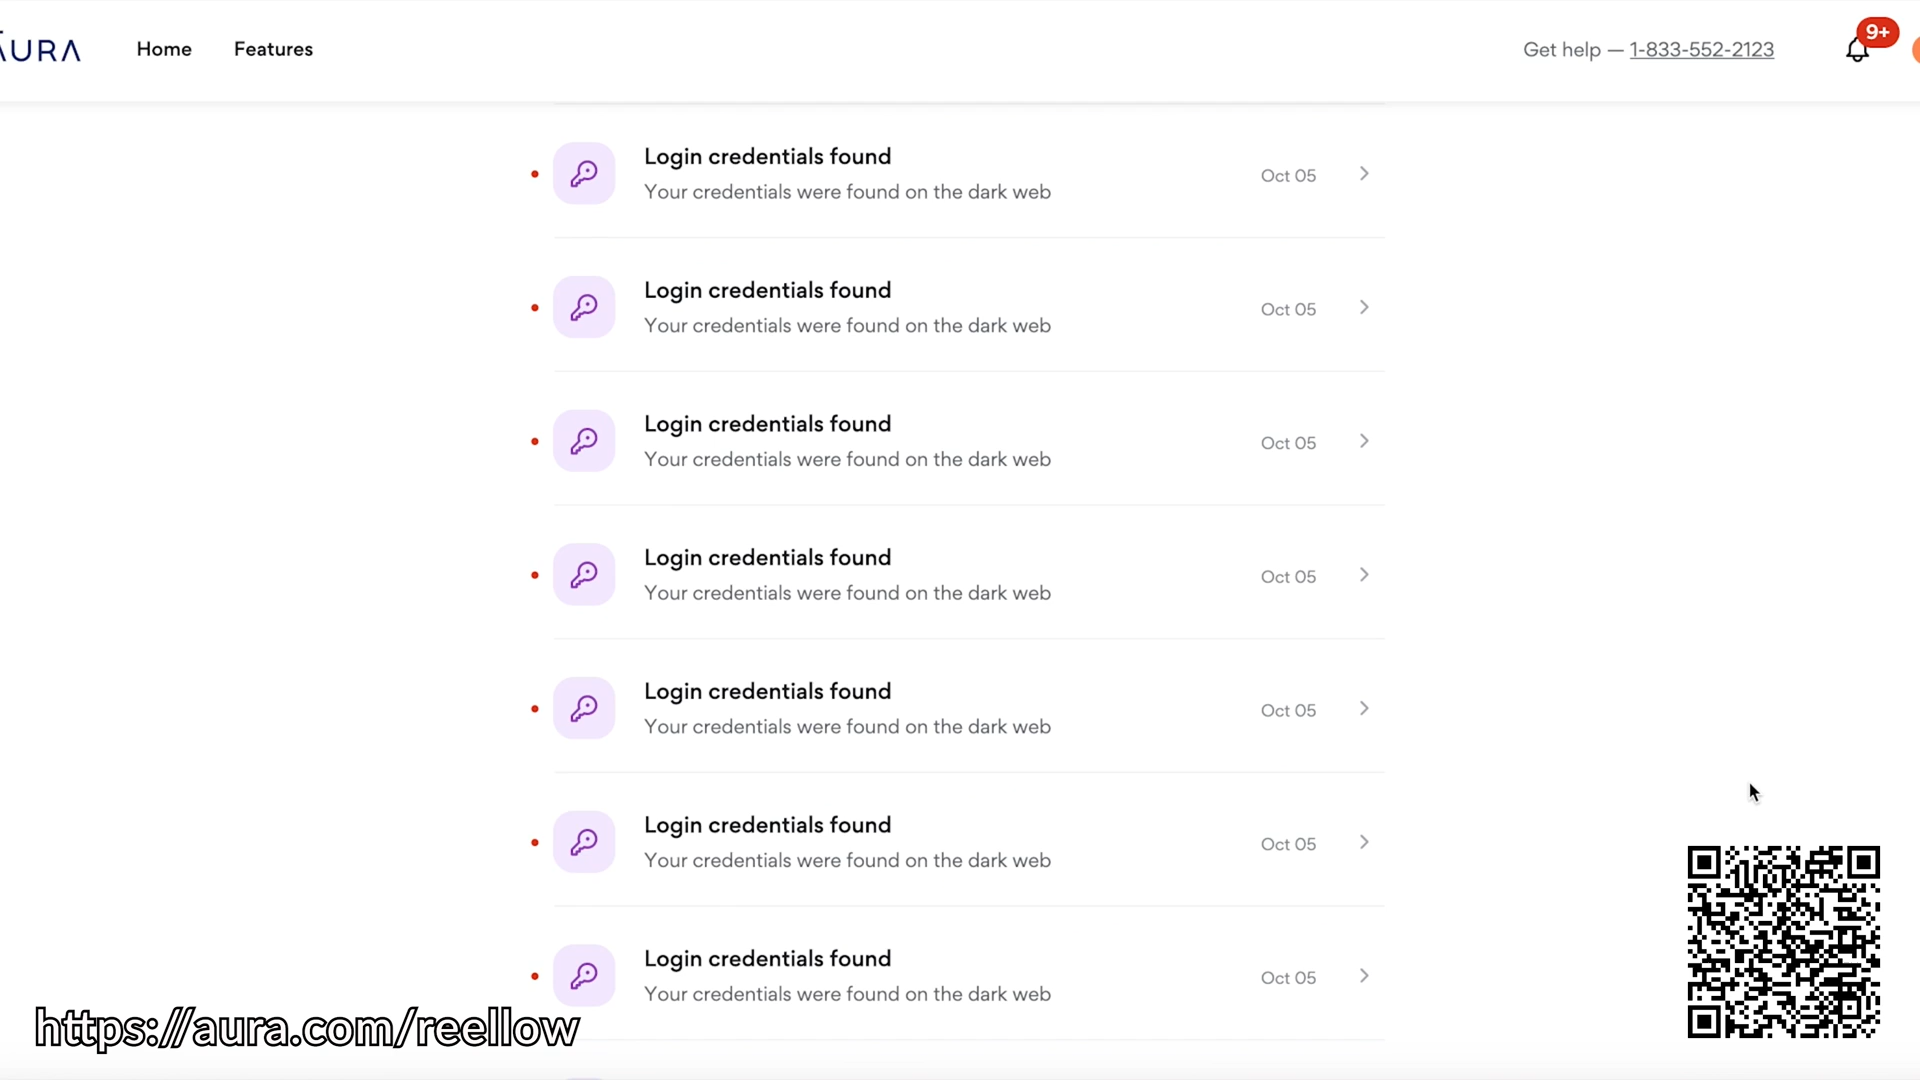 AURA
Home
Features
Get help — 1-833-552-2123
9+
Login credentials found
Your credentials were found on the dark web
Oct 05
Login credentials found
Your credentials were found on the dark web
Oct 05
Login credentials found
Your credentials were found on the dark web
Oct 05
Login credentials found
Your credentials were found on the dark web
Oct 05
Login credentials found
Your credentials were found on the dark web
Oct 05
Login credentials found
Your credentials were found on the dark web
Oct 05
Login credentials found
Your credentials were found on the dark web
Oct 05
https://aura.com/reellow